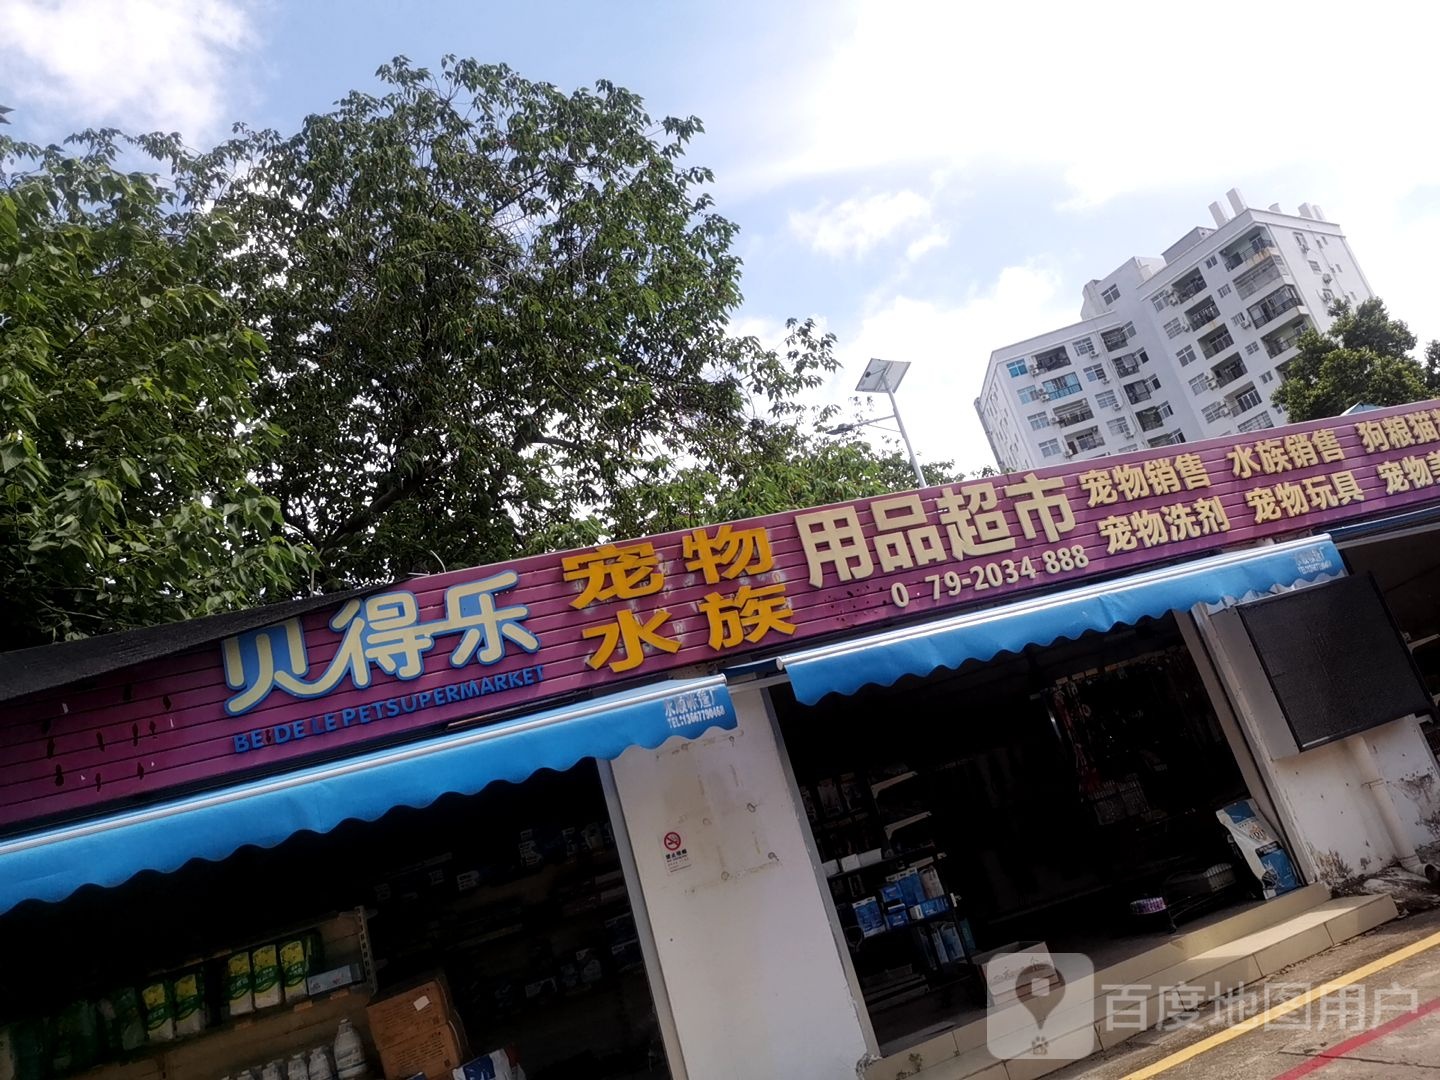 贝得乐
BEIDELEPETSUPERMARKET
宠物
水族
用品超市
0 79-2034 888
宠物销售 水族销售 狗粮猫
宠物洗剂 宠物玩具 宠物美
百度地图用户